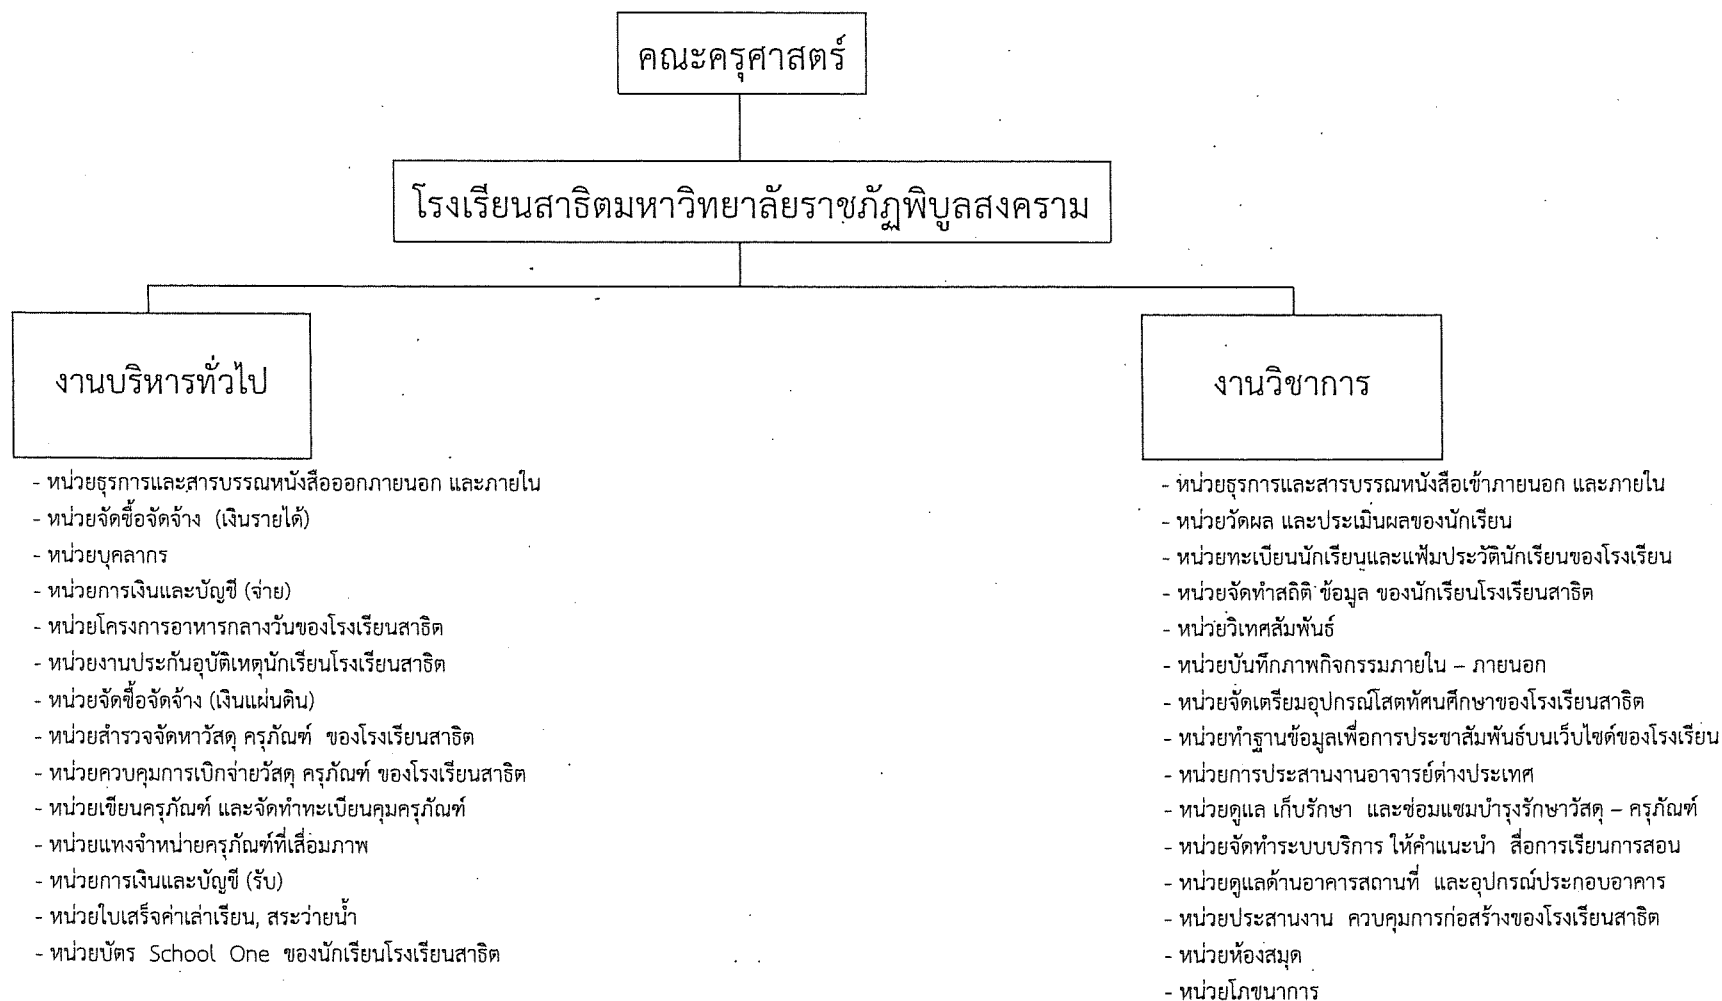 คณะครุศาสตร์
โรงเรียนสาธิตมหาวิทยาลัยราชภัฏพิบูลสงคราม
งานบริหารทั่วไป
- หน่วยธุรการและสารบรรณหนังสือออกภายนอก และภายใน
- หน่วยจัดซื้อจัดจ้าง (เงินรายได้)
- หน่วยบุคลากร
- หน่วยการเงินและบัญชี (จ่าย)
- หน่วยโครงการอาหารกลางวันของโรงเรียนสาธิต
- หน่วยงานประกันอุบัติเหตุนักเรียนโรงเรียนสาธิต
- หน่วยจัดซื้อจัดจ้าง (เงินแผ่นดิน)
- หน่วยสำรวจจัดหาวัสดุ ครุภัณฑ์ ของโรงเรียนสาธิต
- หน่วยควบคุมการเบิกจ่ายวัสดุ ครุภัณฑ์ ของโรงเรียนสาธิต
- หน่วยเขียนครุภัณฑ์ และจัดทำทะเบียนคุมครุภัณฑ์
- หน่วยแทงจำหน่ายครุภัณฑ์ที่เสื่อมภาพ
- หน่วยการเงินและบัญชี (รับ)
- หน่วยใบเสร็จค่าเล่าเรียน, สระว่ายน้ำ
- หน่วยบัตร School One ของนักเรียนโรงเรียนสาธิต
งานวิชาการ
- หน่วยธุรการและสารบรรณหนังสือเข้าภายนอก และภายใน
- หน่วยวัดผล และประเมินผลของนักเรียน
- หน่วยทะเบียนนักเรียนและแฟ้มประวัตินักเรียนของโรงเรียน
- หน่วยจัดทำสถิติ ข้อมูล ของนักเรียนโรงเรียนสาธิต
- หน่วยวิเทศสัมพันธ์
- หน่วยบันทึกภาพกิจกรรมภายใน – ภายนอก
- หน่วยจัดเตรียมอุปกรณ์โสตทัศนศึกษาของโรงเรียนสาธิต
- หน่วยทำฐานข้อมูลเพื่อการประชาสัมพันธ์บนเว็บไซต์ของโรงเรียน
- หน่วยการประสานงานอาจารย์ต่างประเทศ
- หน่วยดูแล เก็บรักษา และซ่อมแซมบำรุงรักษาวัสดุ – ครุภัณฑ์
- หน่วยจัดทำระบบบริการ ให้คำแนะนำ สื่อการเรียนการสอน
- หน่วยดูแลด้านอาคารสถานที่ และอุปกรณ์ประกอบอาคาร
- หน่วยประสานงาน ควบคุมการก่อสร้างของโรงเรียนสาธิต
- หน่วยห้องสมุด
- หน่วยโภชนาการ